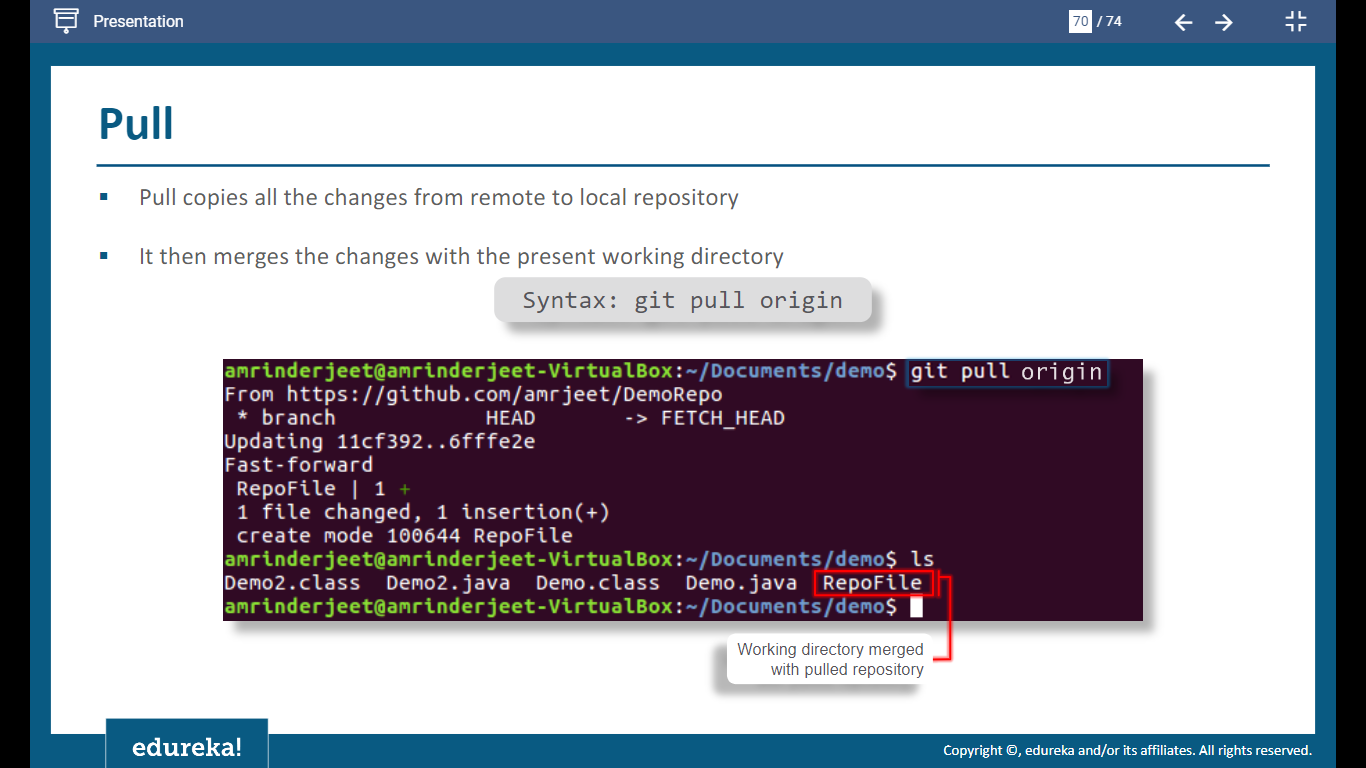 Presentation
70 / 74
Pull
▪ Pull copies all the changes from remote to local repository
▪ It then merges the changes with the present working directory
Syntax: git pull origin
amrinderjeet@amrinderjeet-VirtualBox:~/Documents/demo$ git pull origin
From https://github.com/amrjeet/DemoRepo
 * branch            HEAD       -> FETCH_HEAD
Updating 11cf392..6fffe2e
Fast-forward
 RepoFile | 1 +
 1 file changed, 1 insertion(+)
 create mode 100644 RepoFile
amrinderjeet@amrinderjeet-VirtualBox:~/Documents/demo$ ls
Demo2.class  Demo2.java  Demo.class  Demo.java  RepoFile
amrinderjeet@amrinderjeet-VirtualBox:~/Documents/demo$
Working directory merged
with pulled repository
edureka!
Copyright ©, edureka and/or its affiliates. All rights reserved.